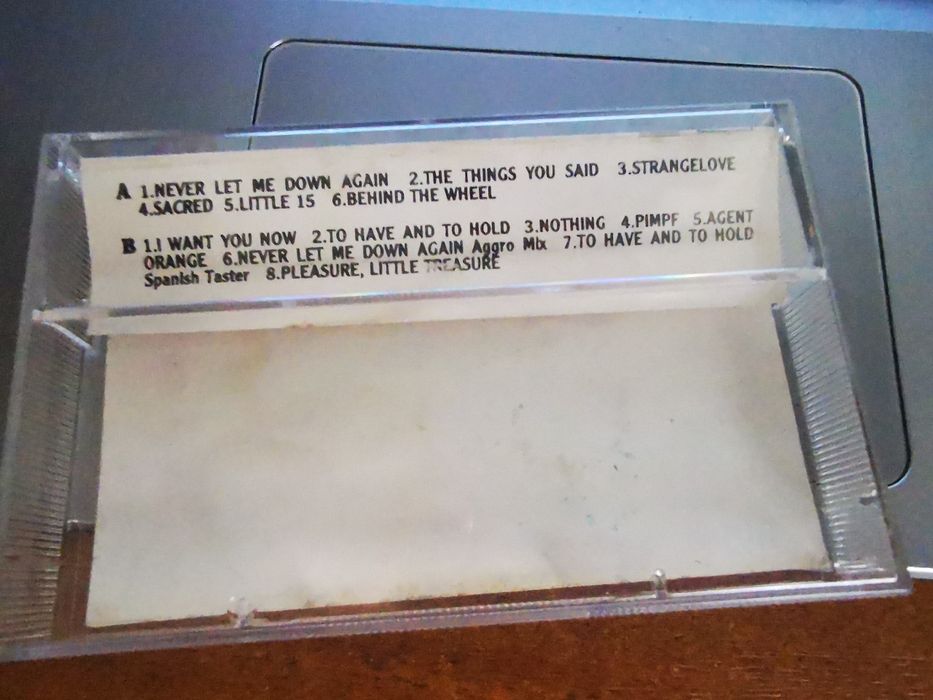 A 1.NEVER LET ME DOWN AGAIN 2.THE THINGS YOU SAID 3.STRANGELOVE
4.SACRED 5.LITTLE 15 6.BEHIND THE WHEEL
B 1.I WANT YOU NOW 2.TO HAVE AND TO HOLD 3.NOTHING 4.PIMPF 5.AGENT
ORANGE 6.NEVER LET ME DOWN AGAIN Aggro Mix 7.TO HAVE AND TO HOLD
Spanish Taster 8.PLEASURE, LITTLE TREASURE